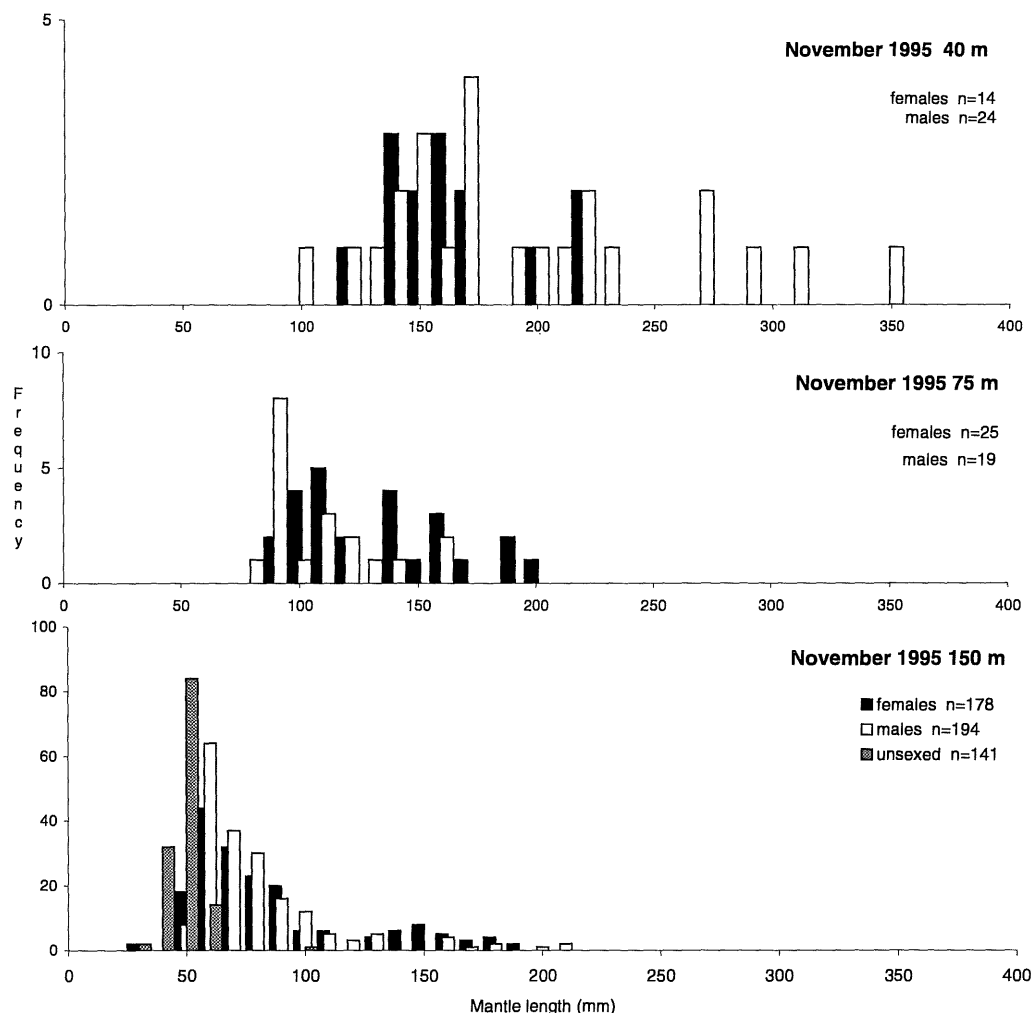 5
November 1995 40 m
females n=14
males n=24
0
0 50 100 150 200 250 300 350 400
10
November 1995 75 m
females n=25
males n=19
Frequency
5
0
0 50 100 150 200 250 300 350 400
100
November 1995 150 m
80
females n=178
males n=194
unsexed n=141
60
40
20
0
0 50 100 150 200 250 300 350 400
Mantle length (mm)